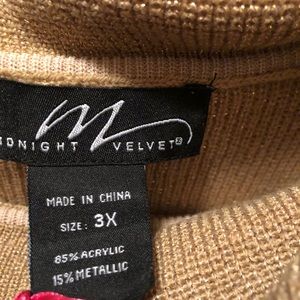 M
IDNIGHT VELVET®
MADE IN CHINA
SIZE: 3X
85% ACRYLIC
15% METALLIC